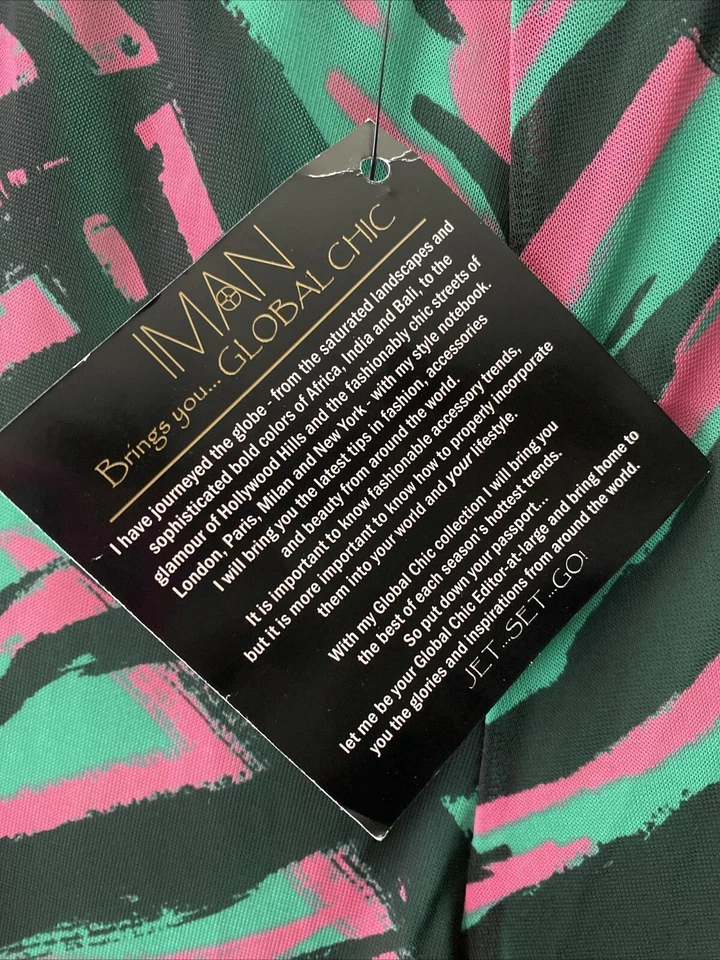 IMAN
Brings you... GLOBAL CHIC
I have journeyed the globe - from the saturated landscapes and
sophisticated bold colors of Africa, India and Bali, to the
glamour of Hollywood Hills and the fashionably chic streets of
London, Paris, Milan and New York - with my style notebook.
I will bring you the latest tips in fashion, accessories
and beauty from around the world.
It is important to know fashionable accessory trends,
but it is more important to know how to properly incorporate
them into your world and your lifestyle.
With my Global Chic collection I will bring you
the best of each season's hottest trends.
So put down your passport...
let me be your Global Chic Editor-at-large and bring home to
you the glories and inspirations from around the world.
JET...SET...GO!